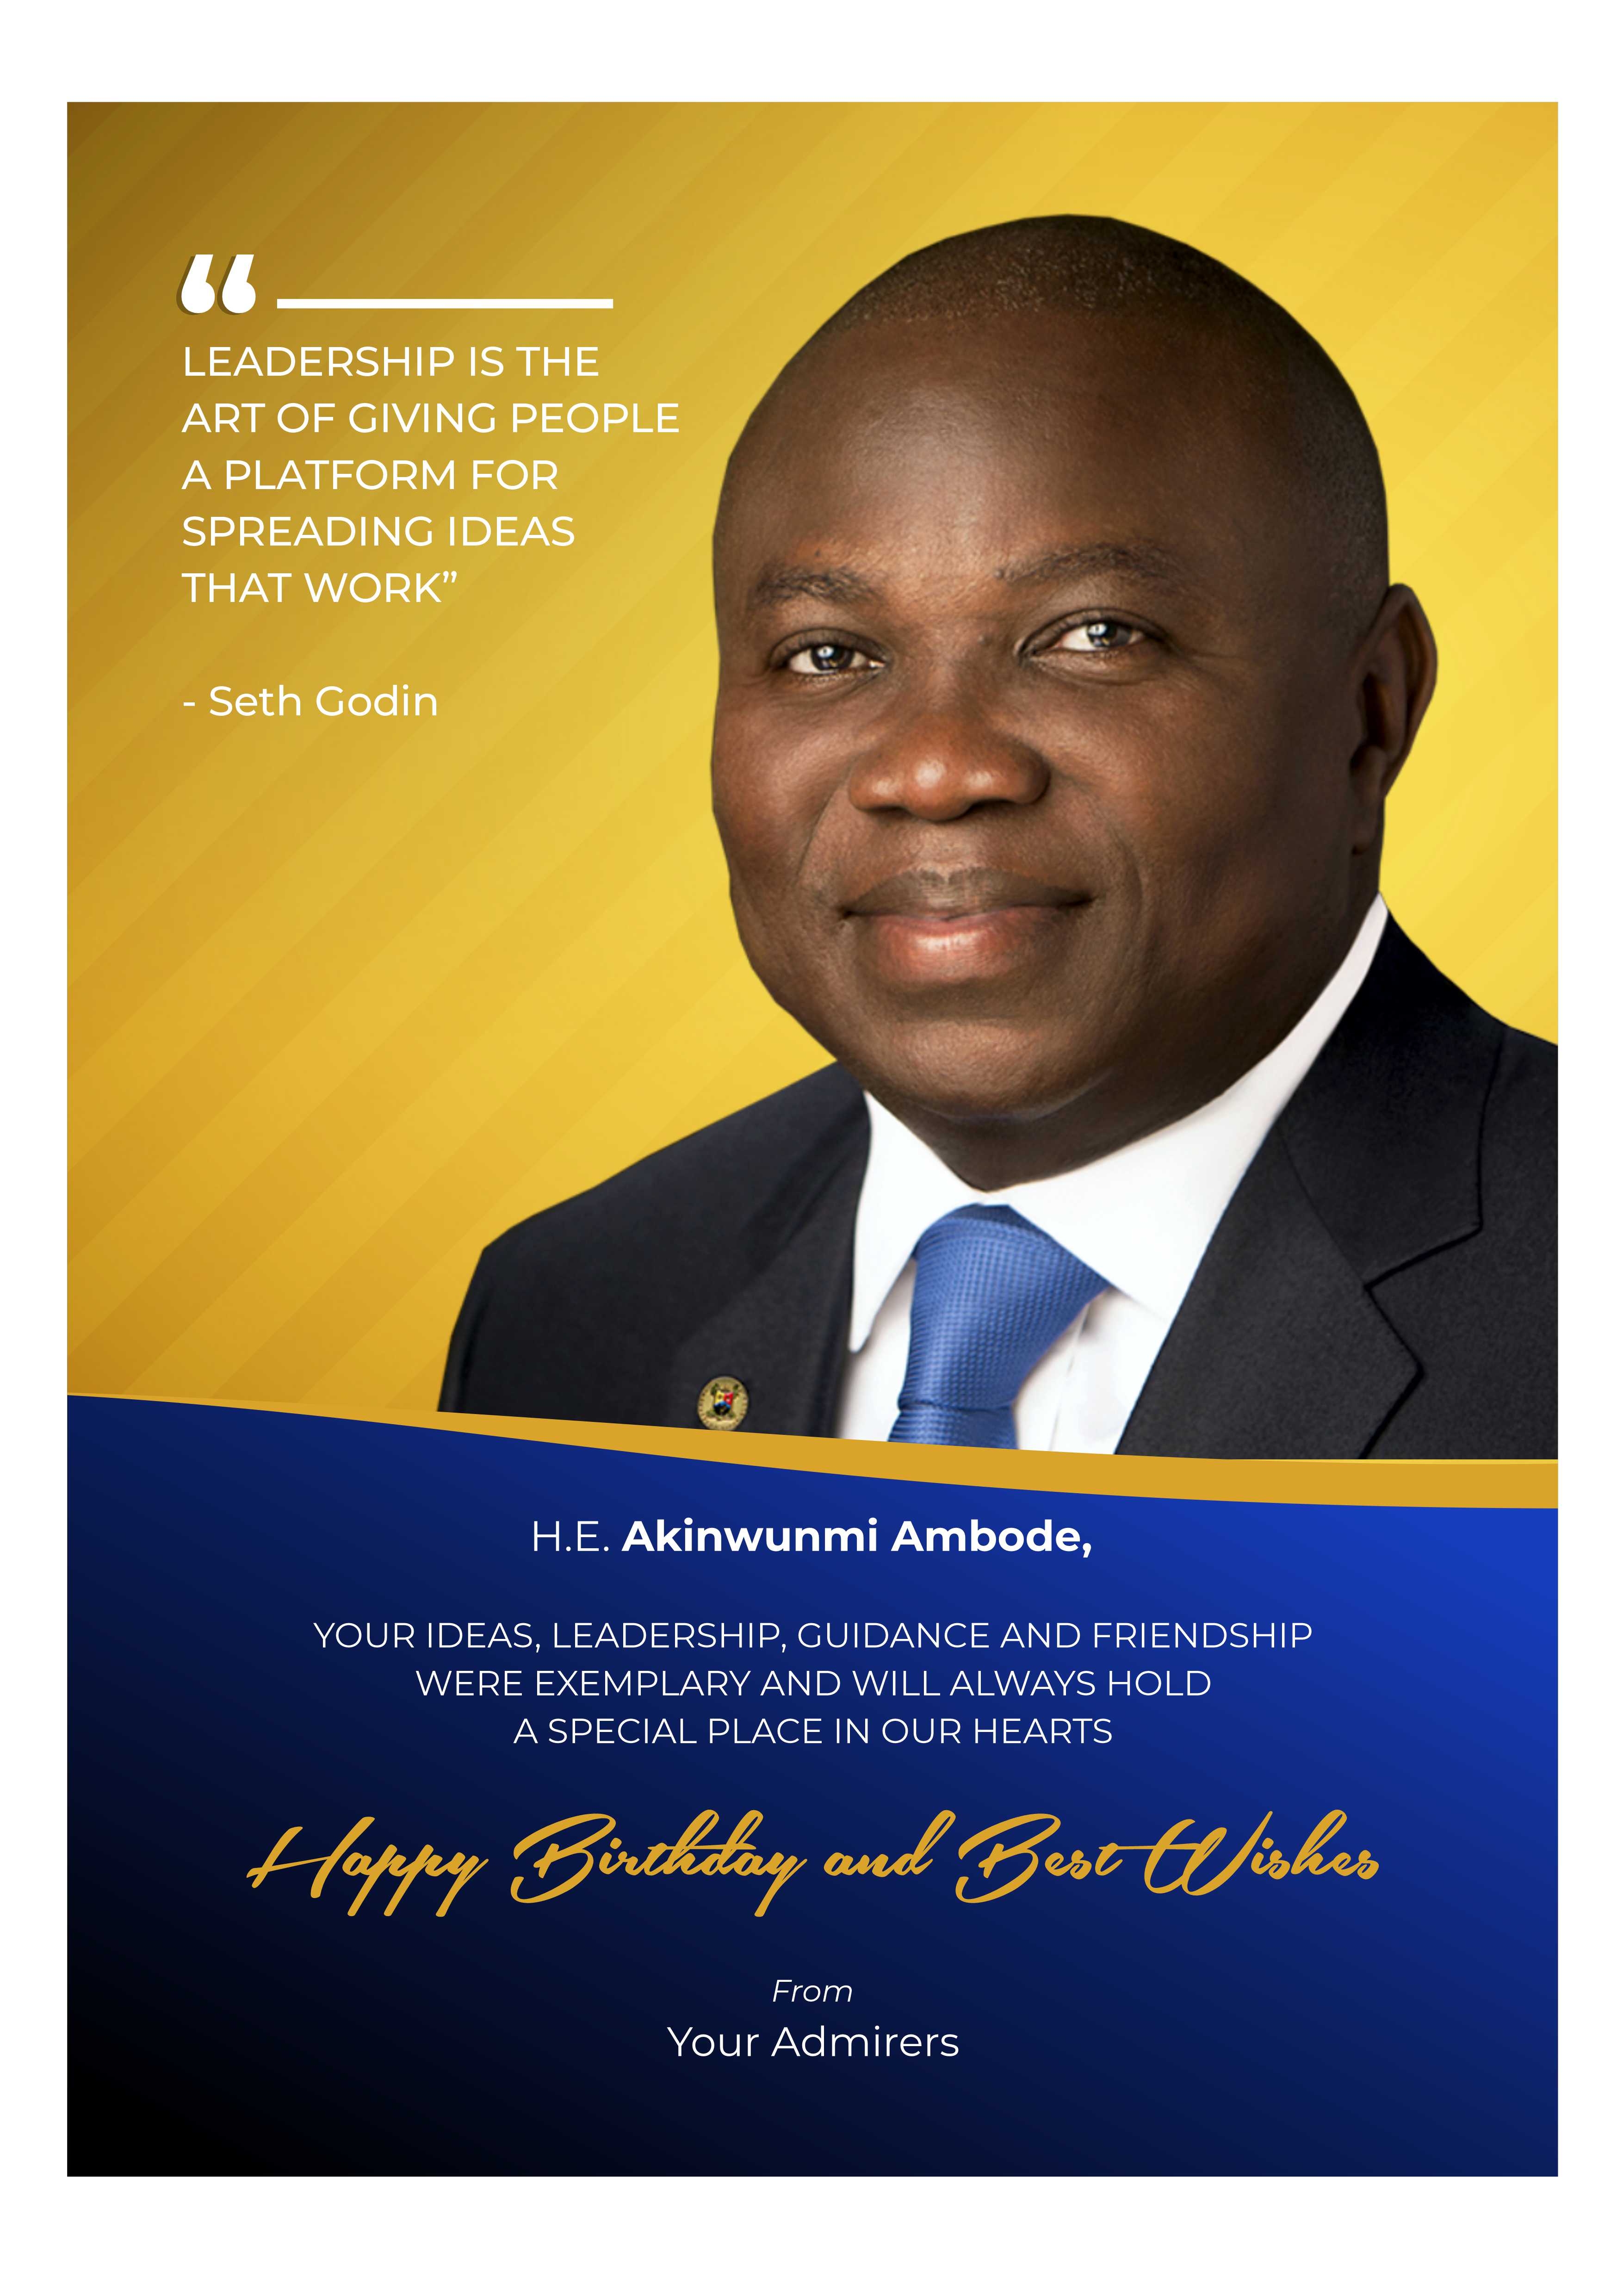 “
LEADERSHIP IS THE
ART OF GIVING PEOPLE
A PLATFORM FOR
SPREADING IDEAS
THAT WORK”
- Seth Godin
H.E. Akinwunmi Ambode,
YOUR IDEAS, LEADERSHIP, GUIDANCE AND FRIENDSHIP
WERE EXEMPLARY AND WILL ALWAYS HOLD
A SPECIAL PLACE IN OUR HEARTS
Happy Birthday and Best Wishes
From
Your Admirers